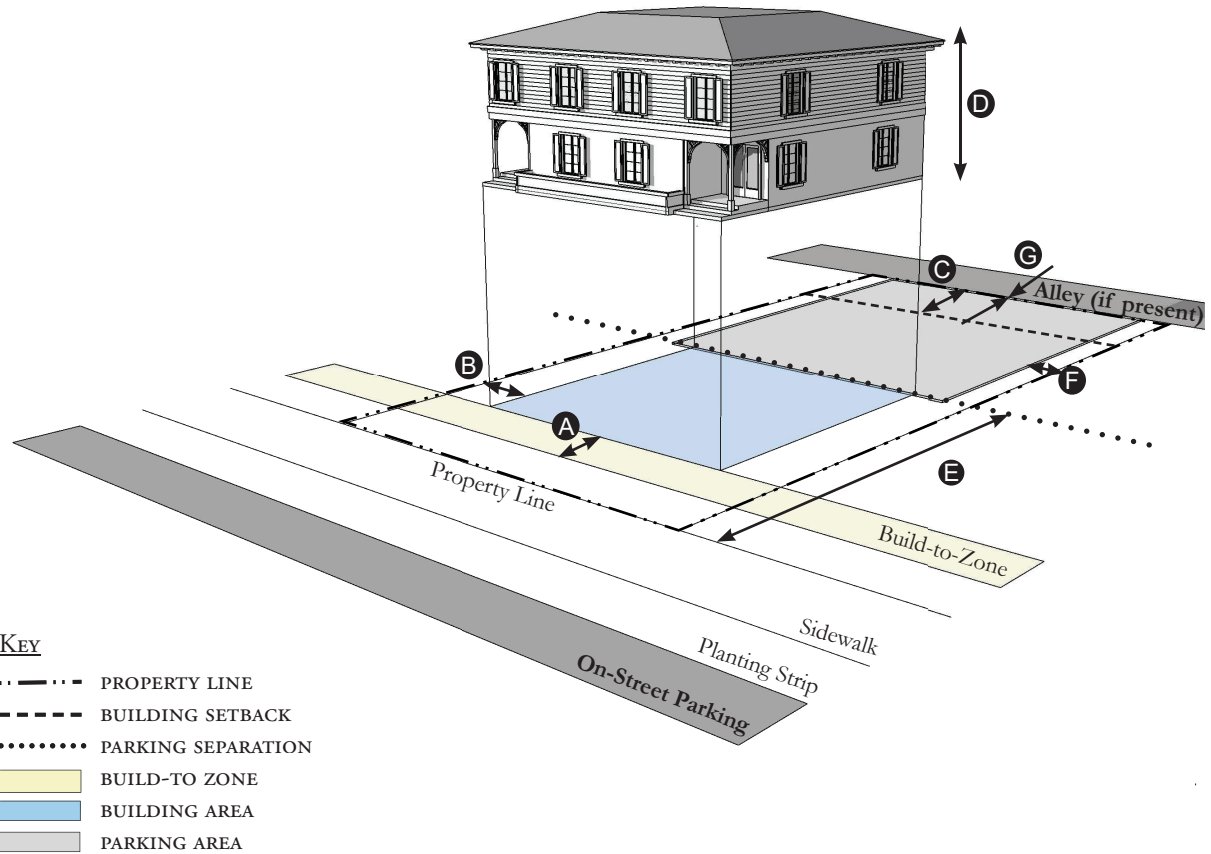 D
G
C
Alley (if present)
B
F
A
E
Property Line
Build-to-Zone
Sidewalk
Planting Strip
On-Street Parking
KEY
PROPERTY LINE
BUILDING SETBACK
PARKING SEPARATION
BUILD-TO ZONE
BUILDING AREA
PARKING AREA